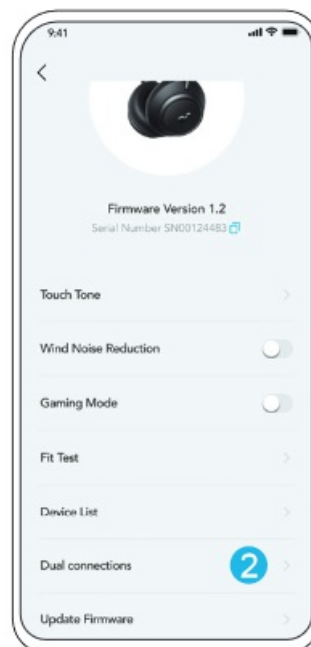 9:41
Firmware Version 1.2
Serial Number SN00124483
Touch Tone
Wind Noise Reduction
Gaming Mode
Fit Test
Device List
Dual connections 2
Update Firmware